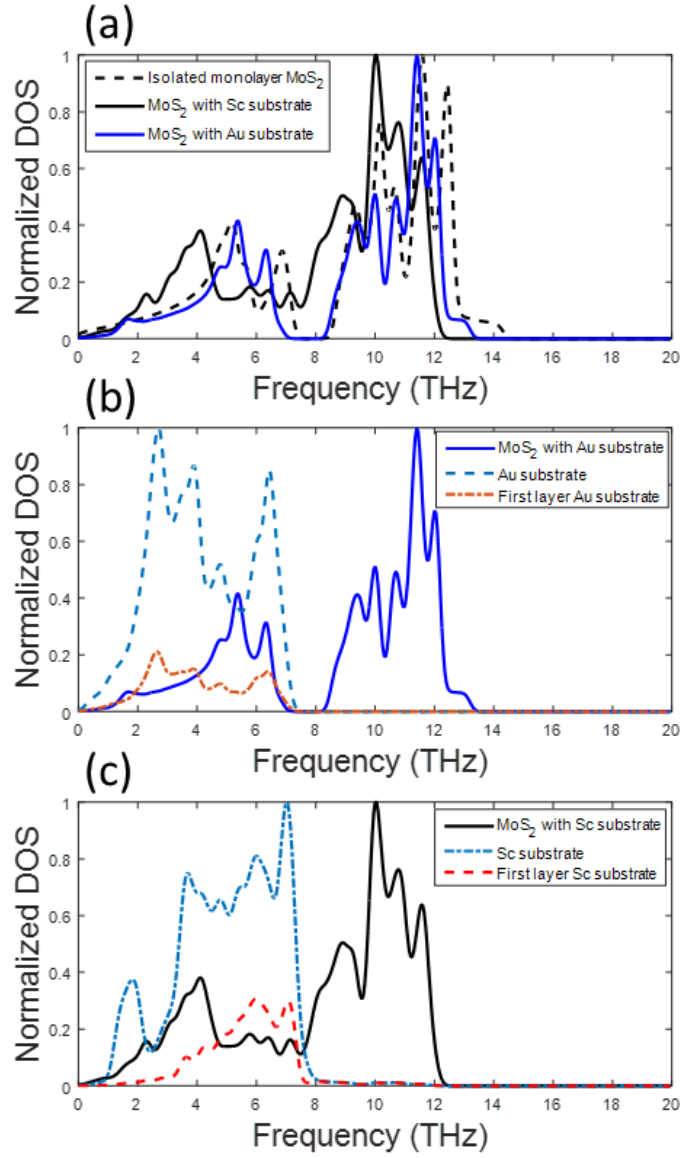 (a)
Normalized DOS
1
0.8
0.6
0.4
0.2
0
Isolated monolayer MoS₂
MoS₂ with Sc substrate
MoS₂ with Au substrate
0 2 4 6 8 10 12 14 16 18 20
Frequency (THz)
(b)
Normalized DOS
1
0.8
0.6
0.4
0.2
0
MoS₂ with Au substrate
Au substrate
First layer Au substrate
0 2 4 6 8 10 12 14 16 18 20
Frequency (THz)
(c)
Normalized DOS
1
0.8
0.6
0.4
0.2
0
MoS₂ with Sc substrate
Sc substrate
First layer Sc substrate
0 2 4 6 8 10 12 14 16 18 20
Frequency (THz)